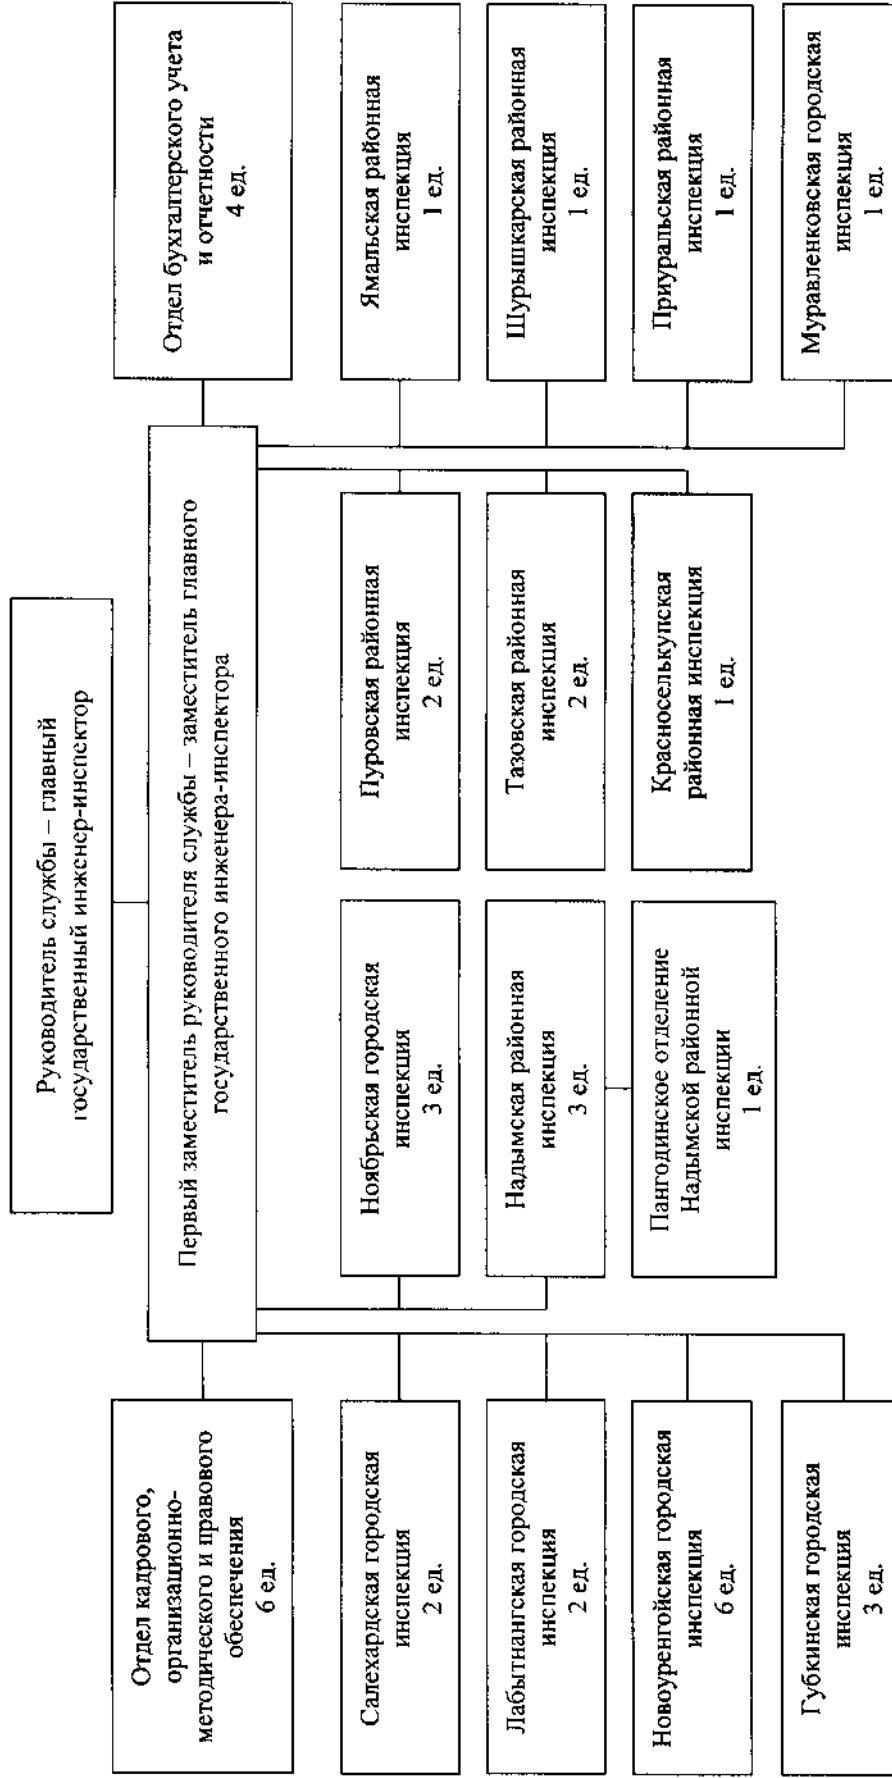 Руководитель службы – главный
государственный инженер-инспектор
Первый заместитель руководителя службы – заместитель главного
государственного инженера-инспектора
Отдел кадрового,
организационно-
методического и правового
обеспечения
6 ед.
Отдел бухгалтерского учета
и отчетности
4 ед.
Салехардская городская
инспекция
2 ед.
Ноябрьская городская
инспекция
3 ед.
Пуровская районная
инспекция
2 ед.
Ямальская районная
инспекция
1 ед.
Лабытнангская городская
инспекция
2 ед.
Надымская районная
инспекция
3 ед.
Тазовская районная
инспекция
2 ед.
Шурышкарская районная
инспекция
1 ед.
Новоуренгойская городская
инспекция
6 ед.
Пангодинское отделение
Надымской районной
инспекции
1 ед.
Красноселькупская
районная инспекция
1 ед.
Приуральская районная
инспекция
1 ед.
Губкинская городская
инспекция
3 ед.
Муравленковская городская
инспекция
1 ед.